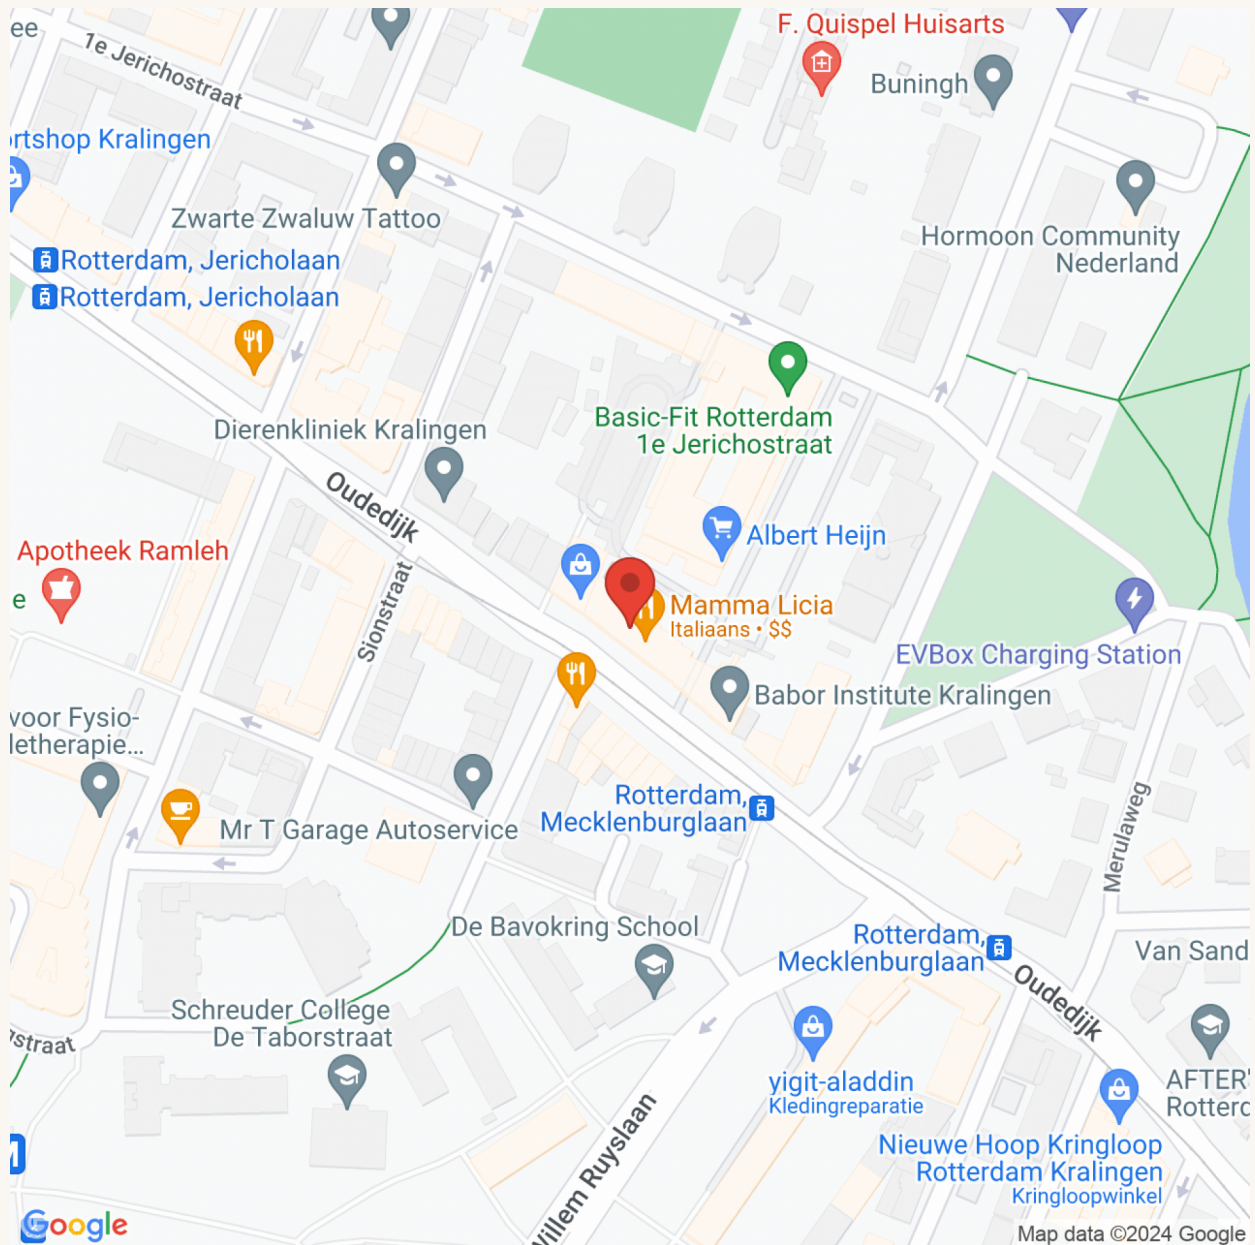 ee
F. Quispel Huisarts
1e Jerichostraat
Buningh
ortshop Kralingen
Zwarte Zwaluw Tattoo
Hormoon Community
Nederland
Rotterdam, Jericholaan
Rotterdam, Jericholaan
Basic-Fit Rotterdam
1e Jerichostraat
Dierenkliniek Kralingen
Oudedijk
Albert Heijn
Apotheek Ramleh
e
Sionstraat
Mamma Licia
Italiaans • $$
EVBox Charging Station
Babor Institute Kralingen
voor Fysio-
letherapie...
Rotterdam,
Mecklenburglaan
Mr T Garage Autoservice
Merulaweg
De Bavokring School
Rotterdam,
Mecklenburglaan
Van Sand
Oudedijk
Schreuder College
De Taborstraat
gstraat
yigit-aladdin
Kledingreparatie
AFTER'
Rotterd
Willem Ruyslaan
Nieuwe Hoop Kringloop
Rotterdam Kralingen
Kringloopwinkel
Google
Map data ©2024 Google